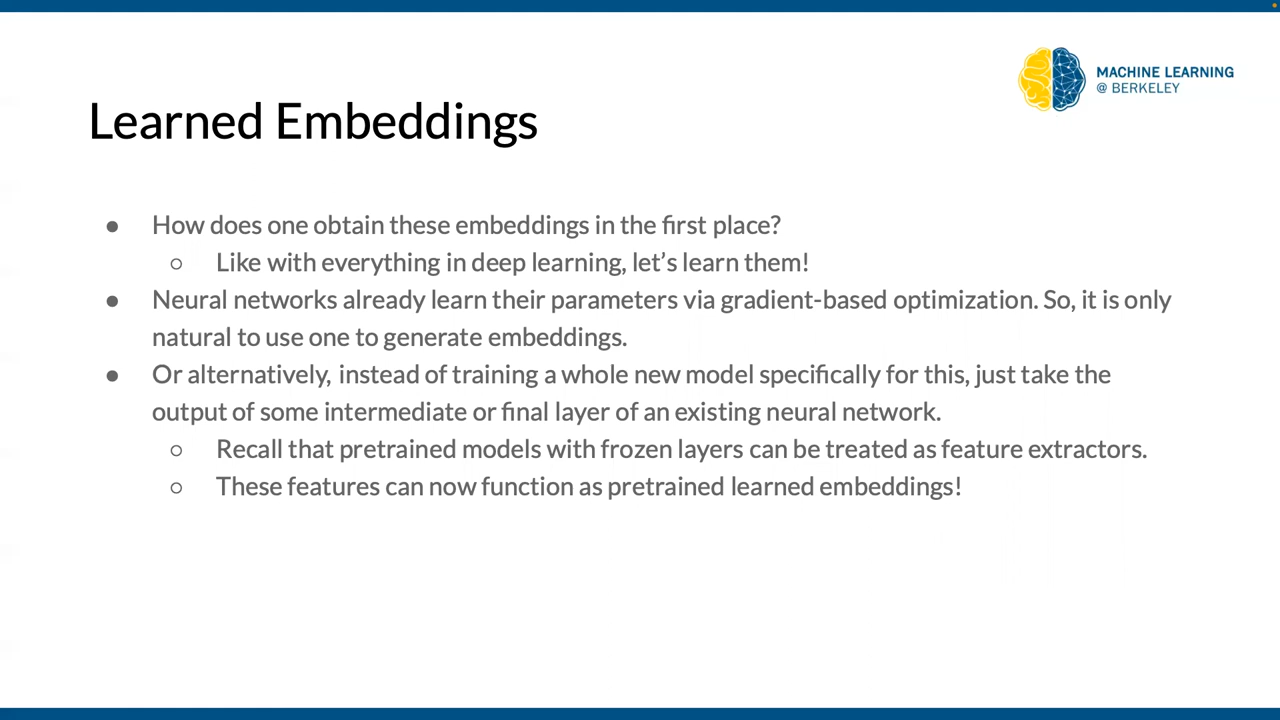 MACHINE LEARNING
@ BERKELEY
Learned Embeddings
● How does one obtain these embeddings in the first place?
○ Like with everything in deep learning, let’s learn them!
● Neural networks already learn their parameters via gradient-based optimization. So, it is only
natural to use one to generate embeddings.
● Or alternatively, instead of training a whole new model specifically for this, just take the
output of some intermediate or final layer of an existing neural network.
○ Recall that pretrained models with frozen layers can be treated as feature extractors.
○ These features can now function as pretrained learned embeddings!